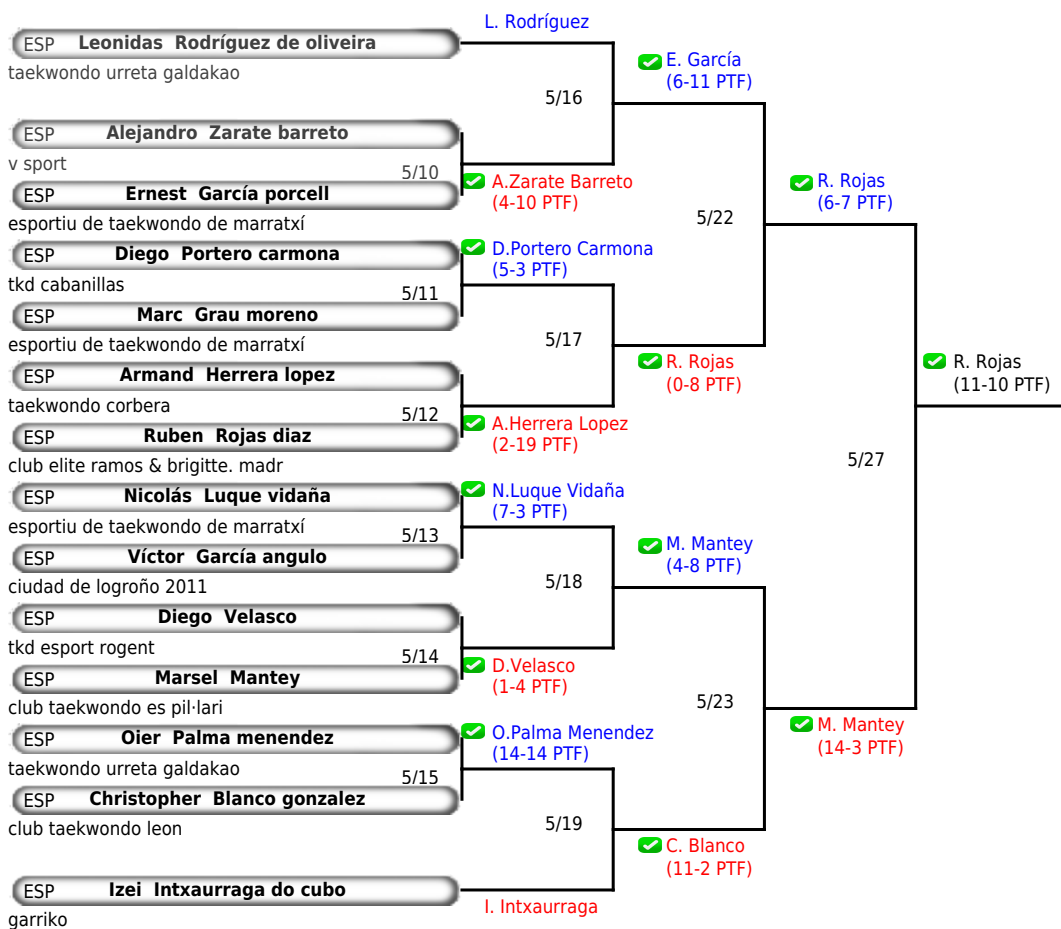 L. Rodríguez
ESP Leonidas Rodríguez de oliveira
taekwondo urreta galdakao
E. García
(6-11 PTF)
5/16
ESP Alejandro Zarate barreto
v sport
5/10
A.Zarate Barreto
(4-10 PTF)
R. Rojas
(6-7 PTF)
ESP Ernest García porcell
esportiu de taekwondo de marratxí
5/22
ESP Diego Portero carmona
tkd cabanillas
D.Portero Carmona
(5-3 PTF)
5/11
ESP Marc Grau moreno
esportiu de taekwondo de marratxí
5/17
R. Rojas
(0-8 PTF)
R. Rojas
(11-10 PTF)
ESP Armand Herrera lopez
taekwondo corbera
5/12
A.Herrera Lopez
(2-19 PTF)
ESP Ruben Rojas diaz
club elite ramos & brigitte. madr
5/27
ESP Nicolás Luque vidaña
esportiu de taekwondo de marratxí
N.Luque Vidaña
(7-3 PTF)
5/13
ESP Víctor García angulo
ciudad de logroño 2011
M. Mantey
(4-8 PTF)
5/18
ESP Diego Velasco
tkd esport rogent
5/14
D.Velasco
(1-4 PTF)
ESP Marsel Mantey
club taekwondo es pil·lari
5/23
M. Mantey
(14-3 PTF)
ESP Oier Palma menendez
taekwondo urreta galdakao
O.Palma Menendez
(14-14 PTF)
5/15
ESP Christopher Blanco gonzalez
club taekwondo leon
5/19
C. Blanco
(11-2 PTF)
ESP Izei Intxaurraga do cubo
garriko
I. Intxaurraga